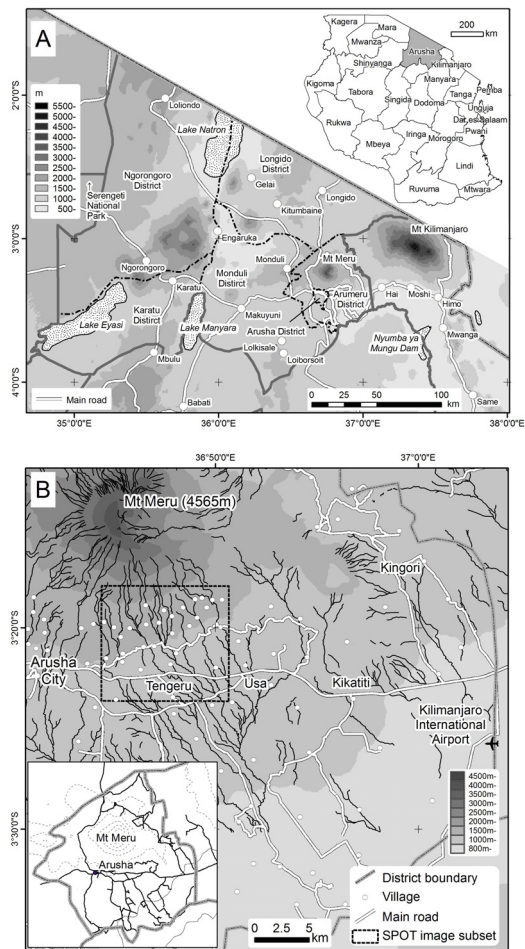 A
200
km
Kagera
Mara
Mwanza
Arusha
Shinyanga
Kilimanjaro
Manyara
Kigoma
Tabora
Tanga
Pemba
Singida
Dodoma
Unguja
Dar es Salaam
Rukwa
Iringa
Morogoro
Pwani
Mbeya
Lindi
Ruvuma
Mtwara
m
5500-
5000-
4500-
4000-
3500-
3000-
2500-
2000-
1500-
1000-
500-
2°0'0"S
3°0'0"S
4°0'0"S
Loliondo
Lake Natron
Longido
District
Ngorongoro
District
Gelai
Kitumbaine
Longido
↑
Serengeti
National
Park
Engaruka
Mt Kilimanjaro
Mt Meru
Monduli
Ngorongoro
Monduli
District
Arumeru
District
Hai
Moshi
Himo
Karatu
Karatu
District
Makuyuni
Lake Eyasi
Lake Manyara
Arusha District
Nyumba ya
Mungu Dam
Mwanga
Lolkisale
Loiborsoit
Mbulu
Babati
Same
Main road
0 25 50 100
km
35°0'0"E
36°0'0"E
37°0'0"E
38°0'0"E
36°50'0"E
37°0'0"E
B
Mt Meru (4565m)
Kingori
3°20'0"S
Arusha
City
Tengeru
Usa
Kikatiti
Kilimanjaro
International
Airport
3°30'0"S
4500m-
4000m-
3500m-
3000m-
2500m-
2000m-
1500m-
1000m-
800m-
Mt Meru
Arusha
0 2.5 5
km
District boundary
Village
Main road
SPOT image subset